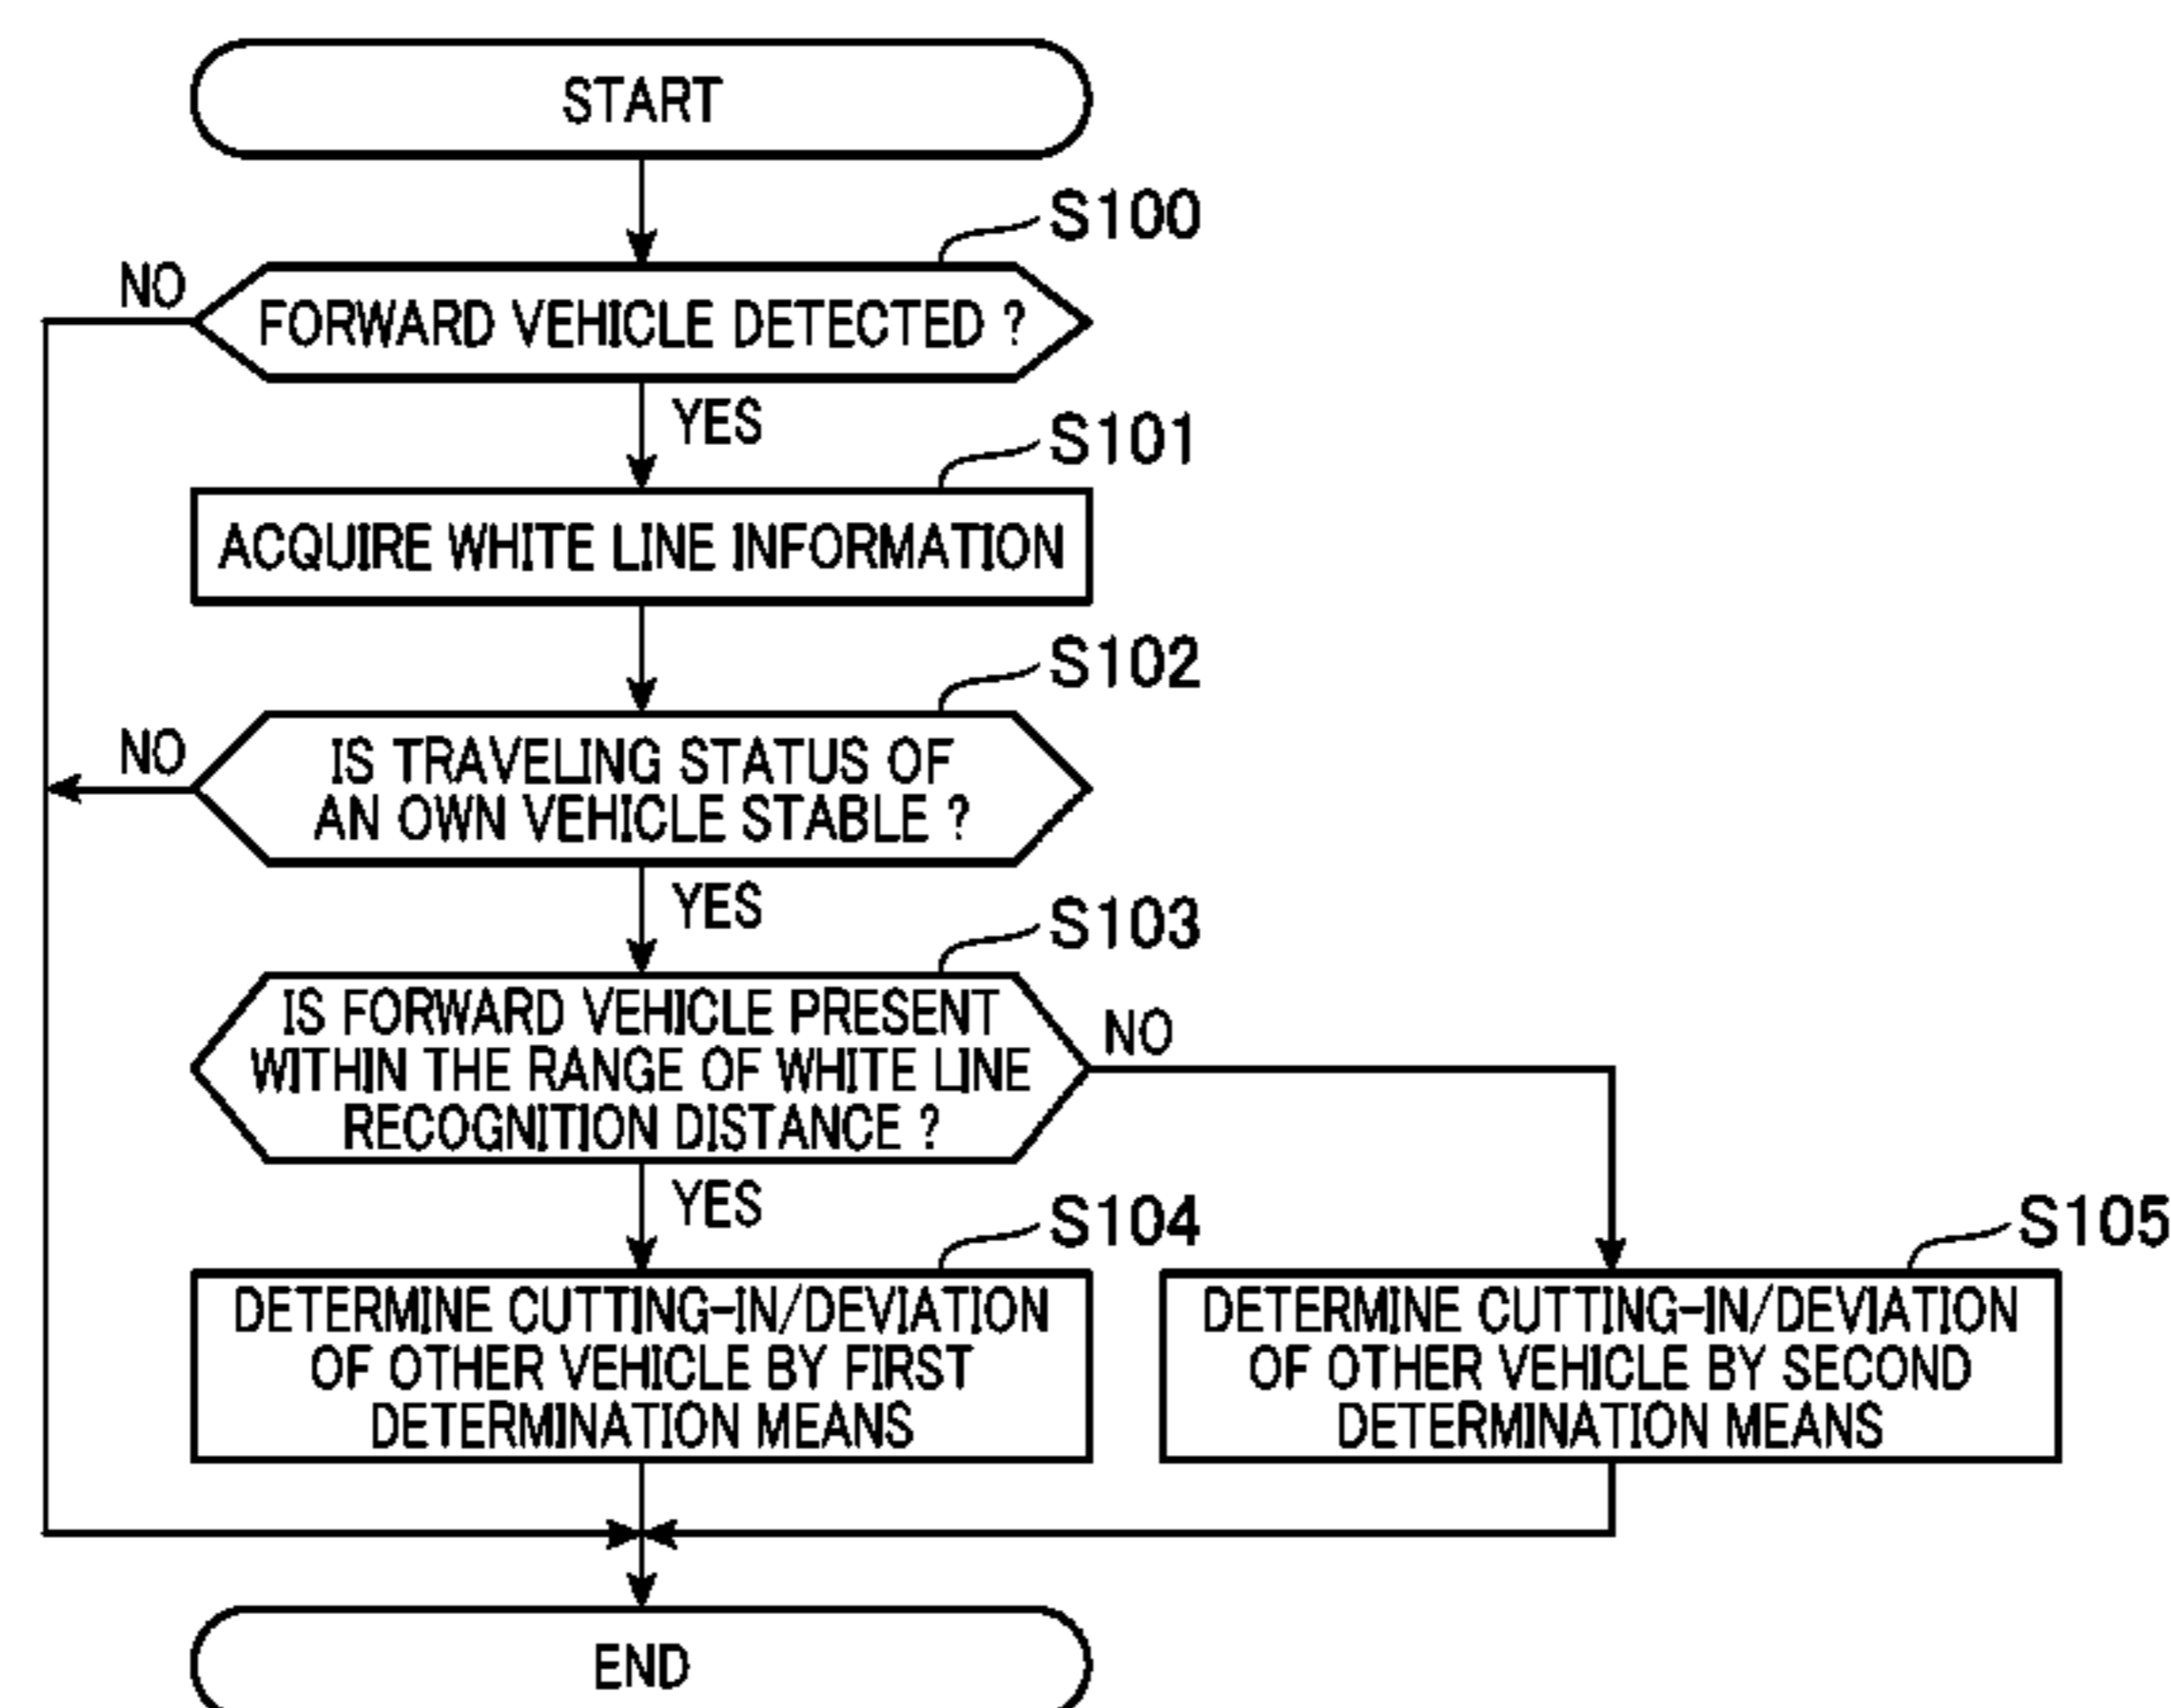 START
S100
NO
FORWARD VEHICLE DETECTED ?
YES
S101
ACQUIRE WHITE LINE INFORMATION
S102
NO
IS TRAVELING STATUS OF
AN OWN VEHICLE STABLE ?
YES
S103
IS FORWARD VEHICLE PRESENT
WITHIN THE RANGE OF WHITE LINE
RECOGNITION DISTANCE ?
NO
YES
S104
DETERMINE CUTTING-IN/DEVIATION
OF OTHER VEHICLE BY FIRST
DETERMINATION MEANS
S105
DETERMINE CUTTING-IN/DEVIATION
OF OTHER VEHICLE BY SECOND
DETERMINATION MEANS
END